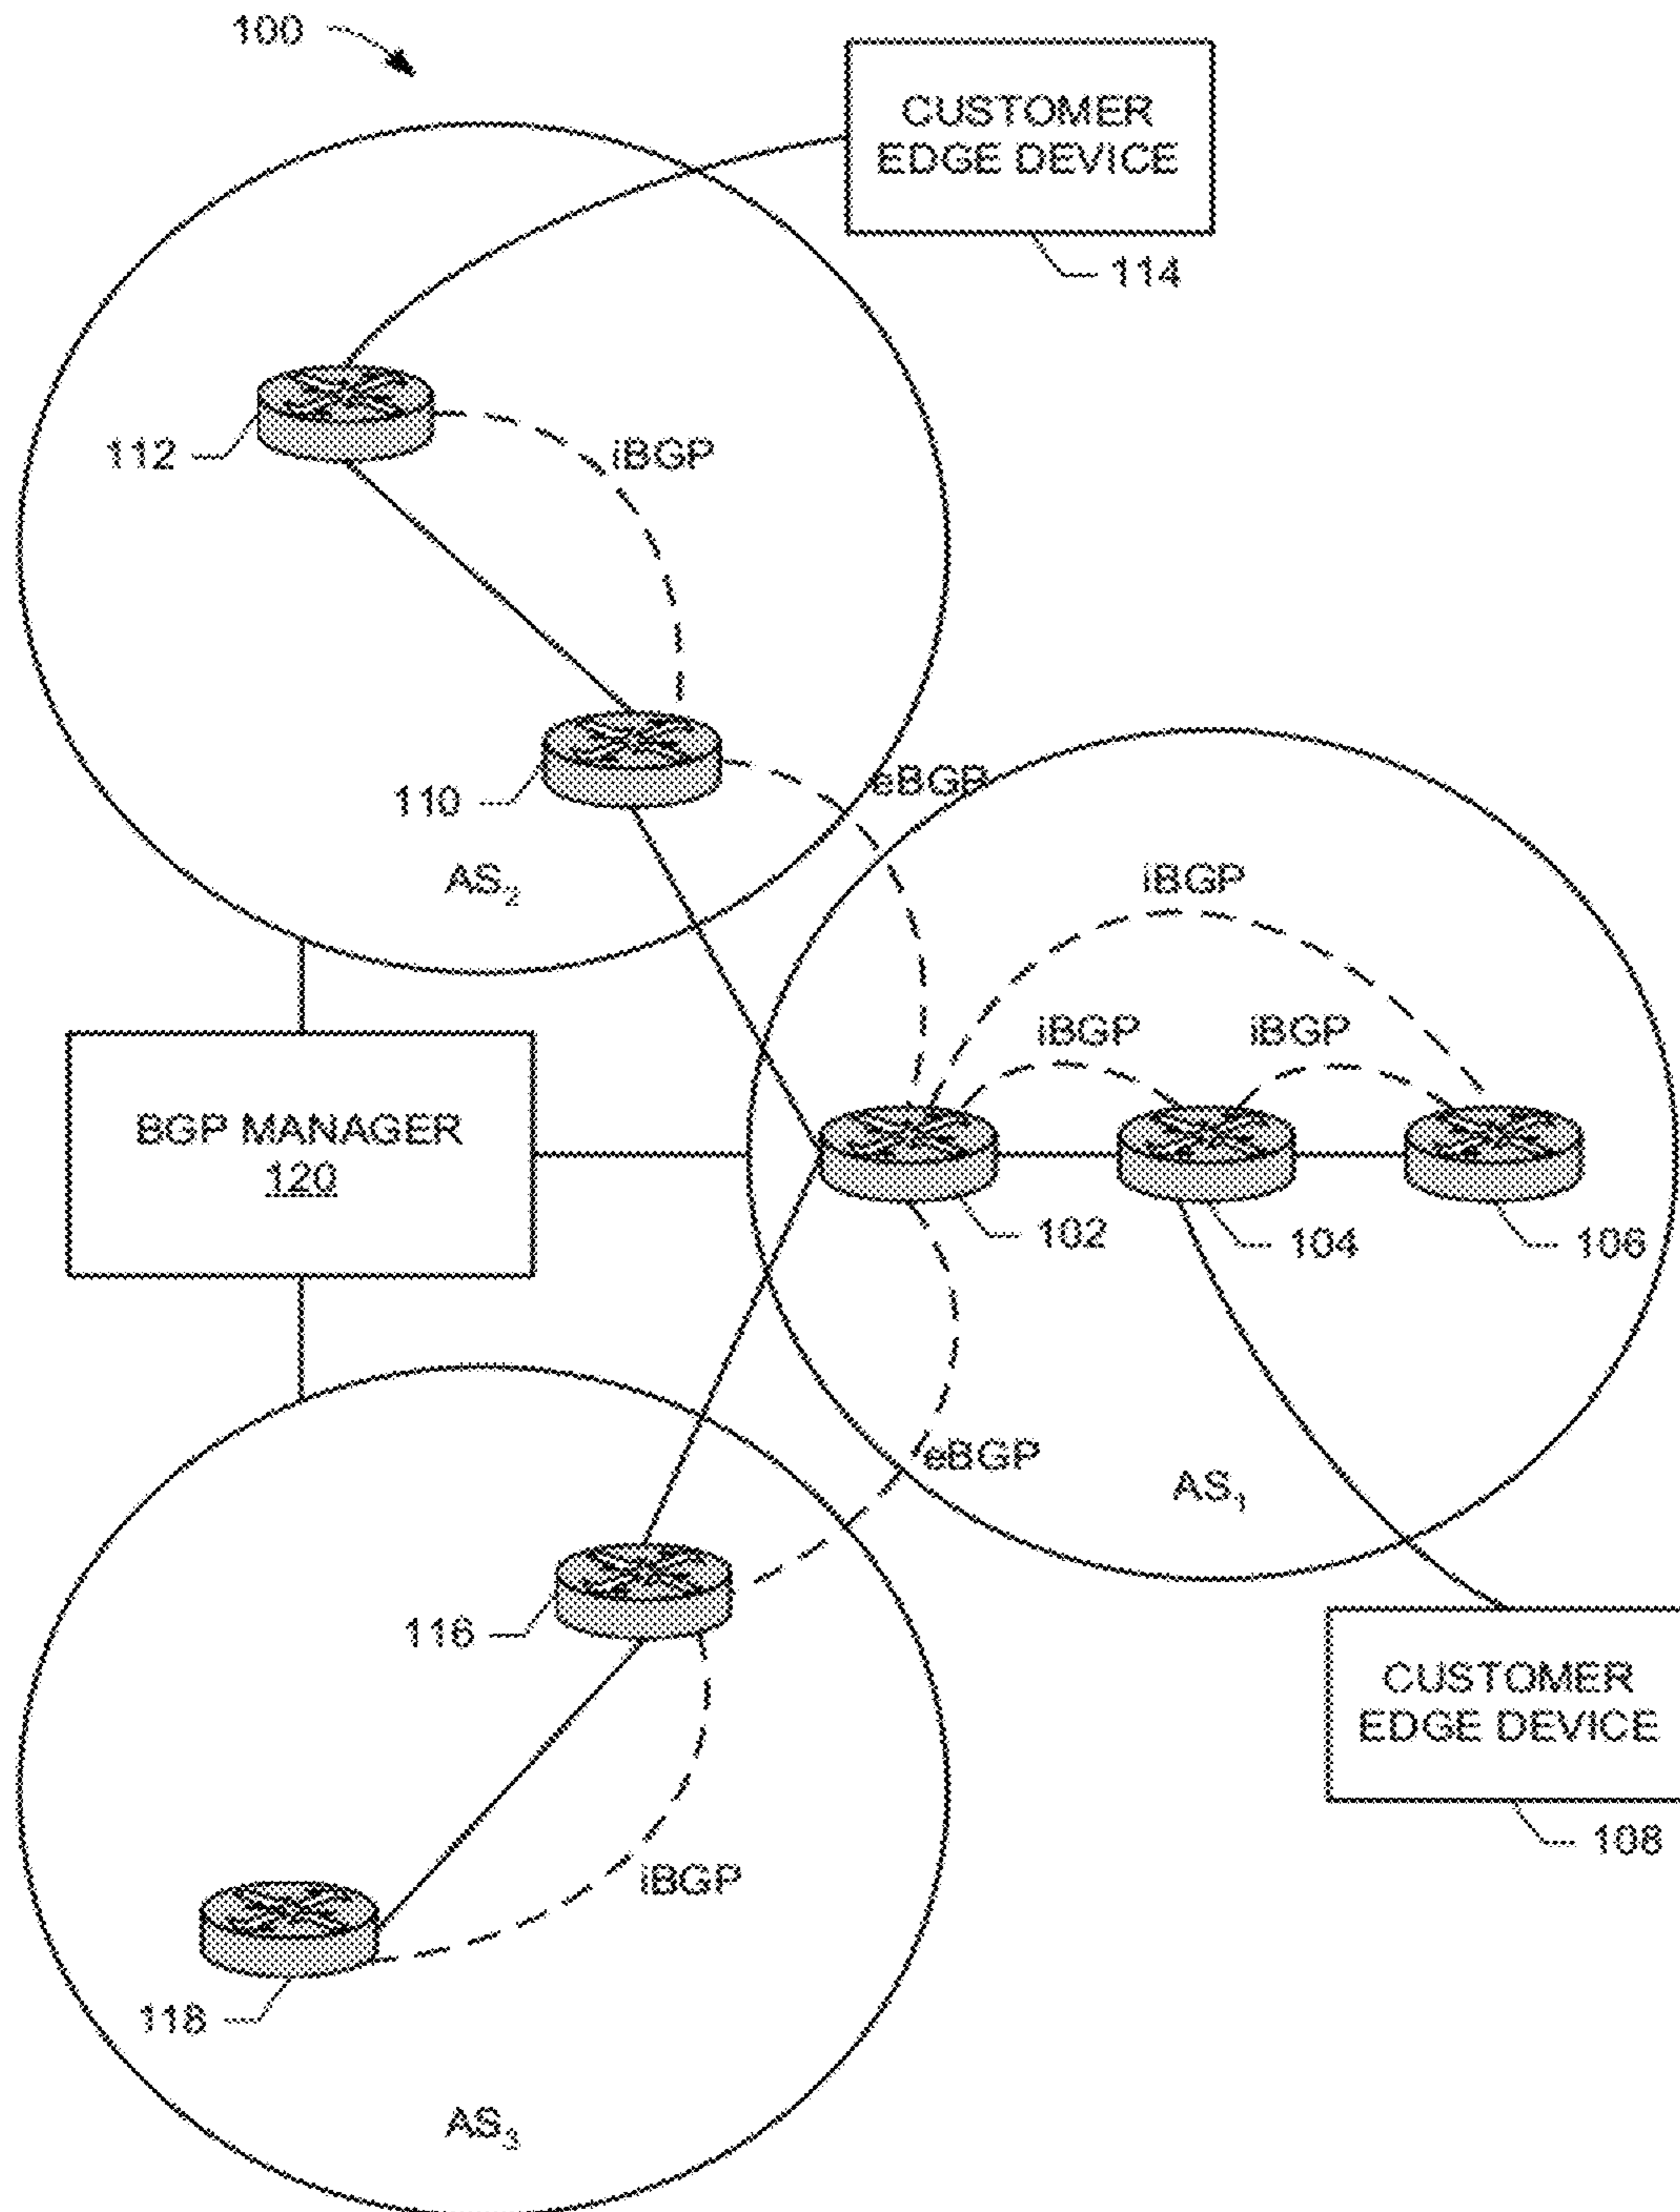 100
CUSTOMER
EDGE DEVICE
114
112
iBGP
110
eBGP
AS₂
iBGP
iBGP
iBGP
BGP MANAGER
120
102
104
106
eBGP
AS₁
116
CUSTOMER
EDGE DEVICE
108
iBGP
118
AS₃